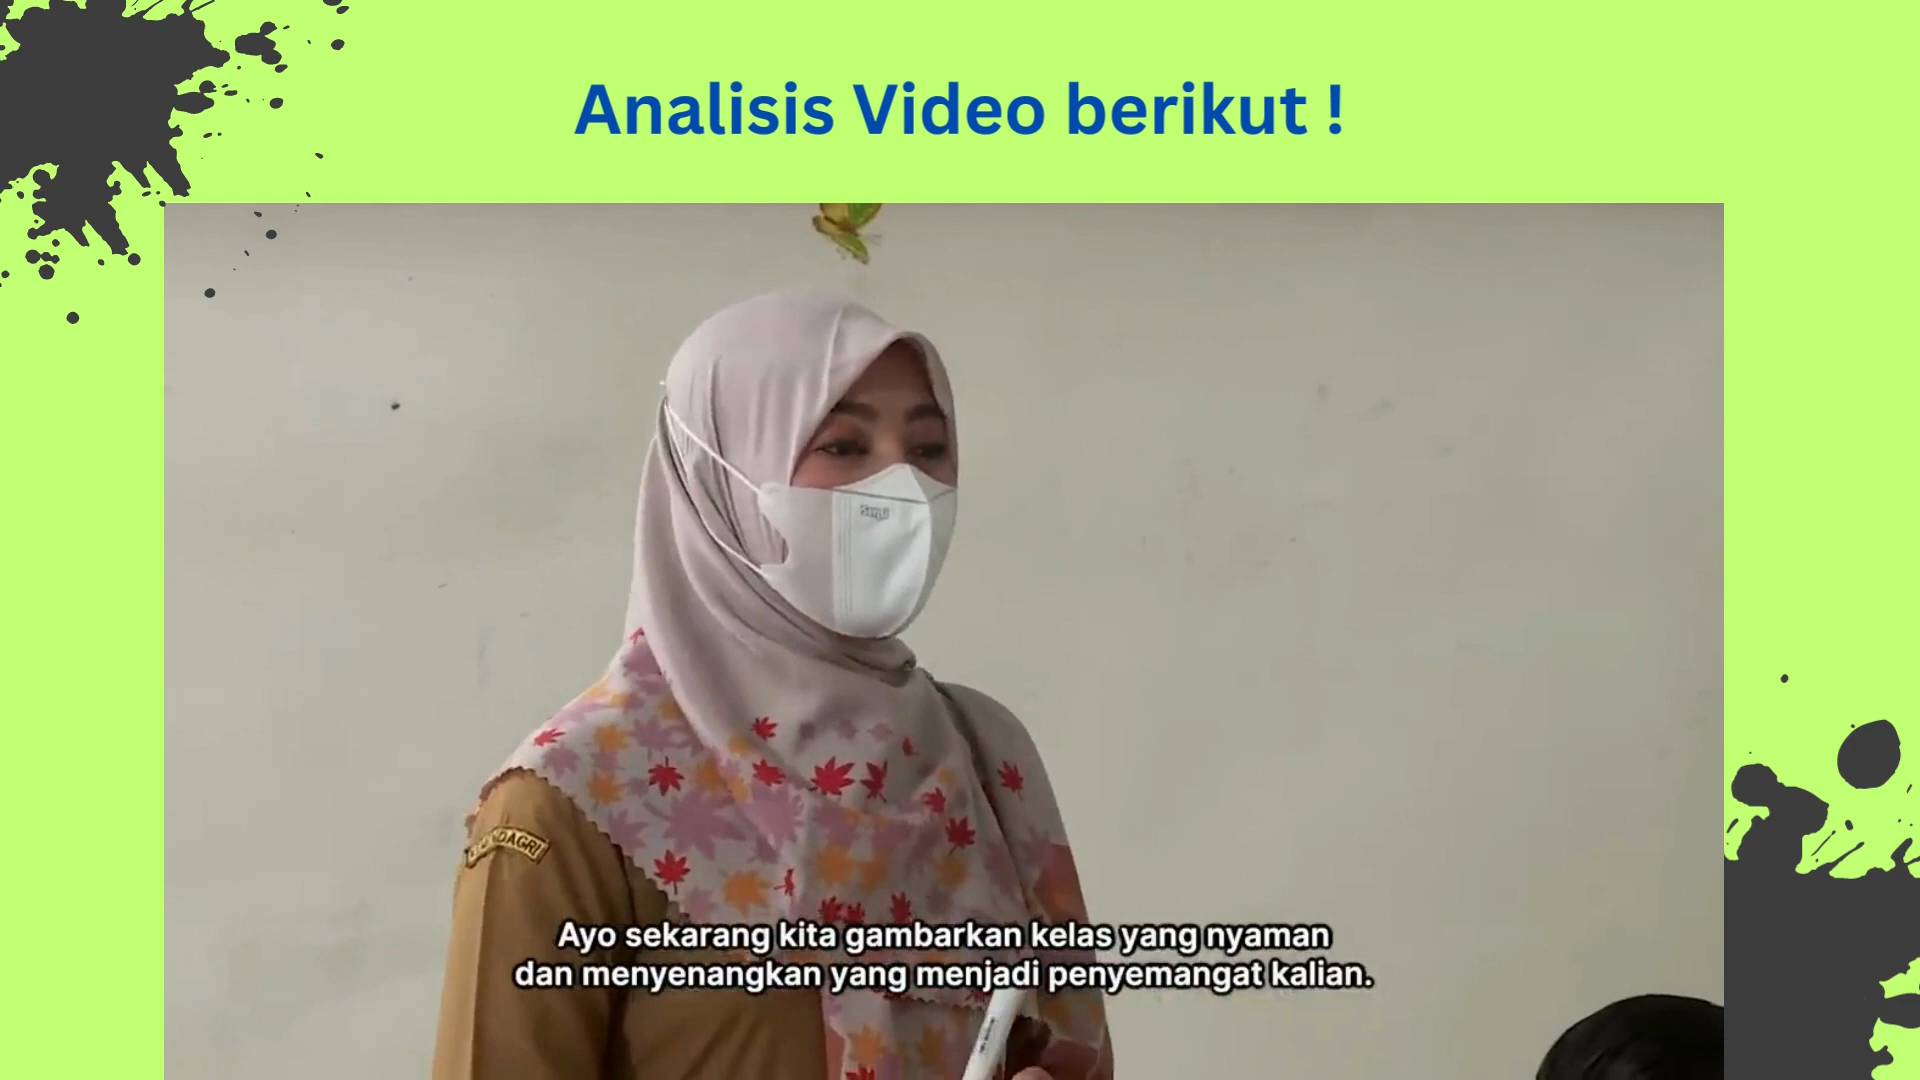 Analisis Video berikut !
Ayo sekarang kita gambarkan kelas yang nyaman
dan menyenangkan yang menjadi penyemangat kalian.